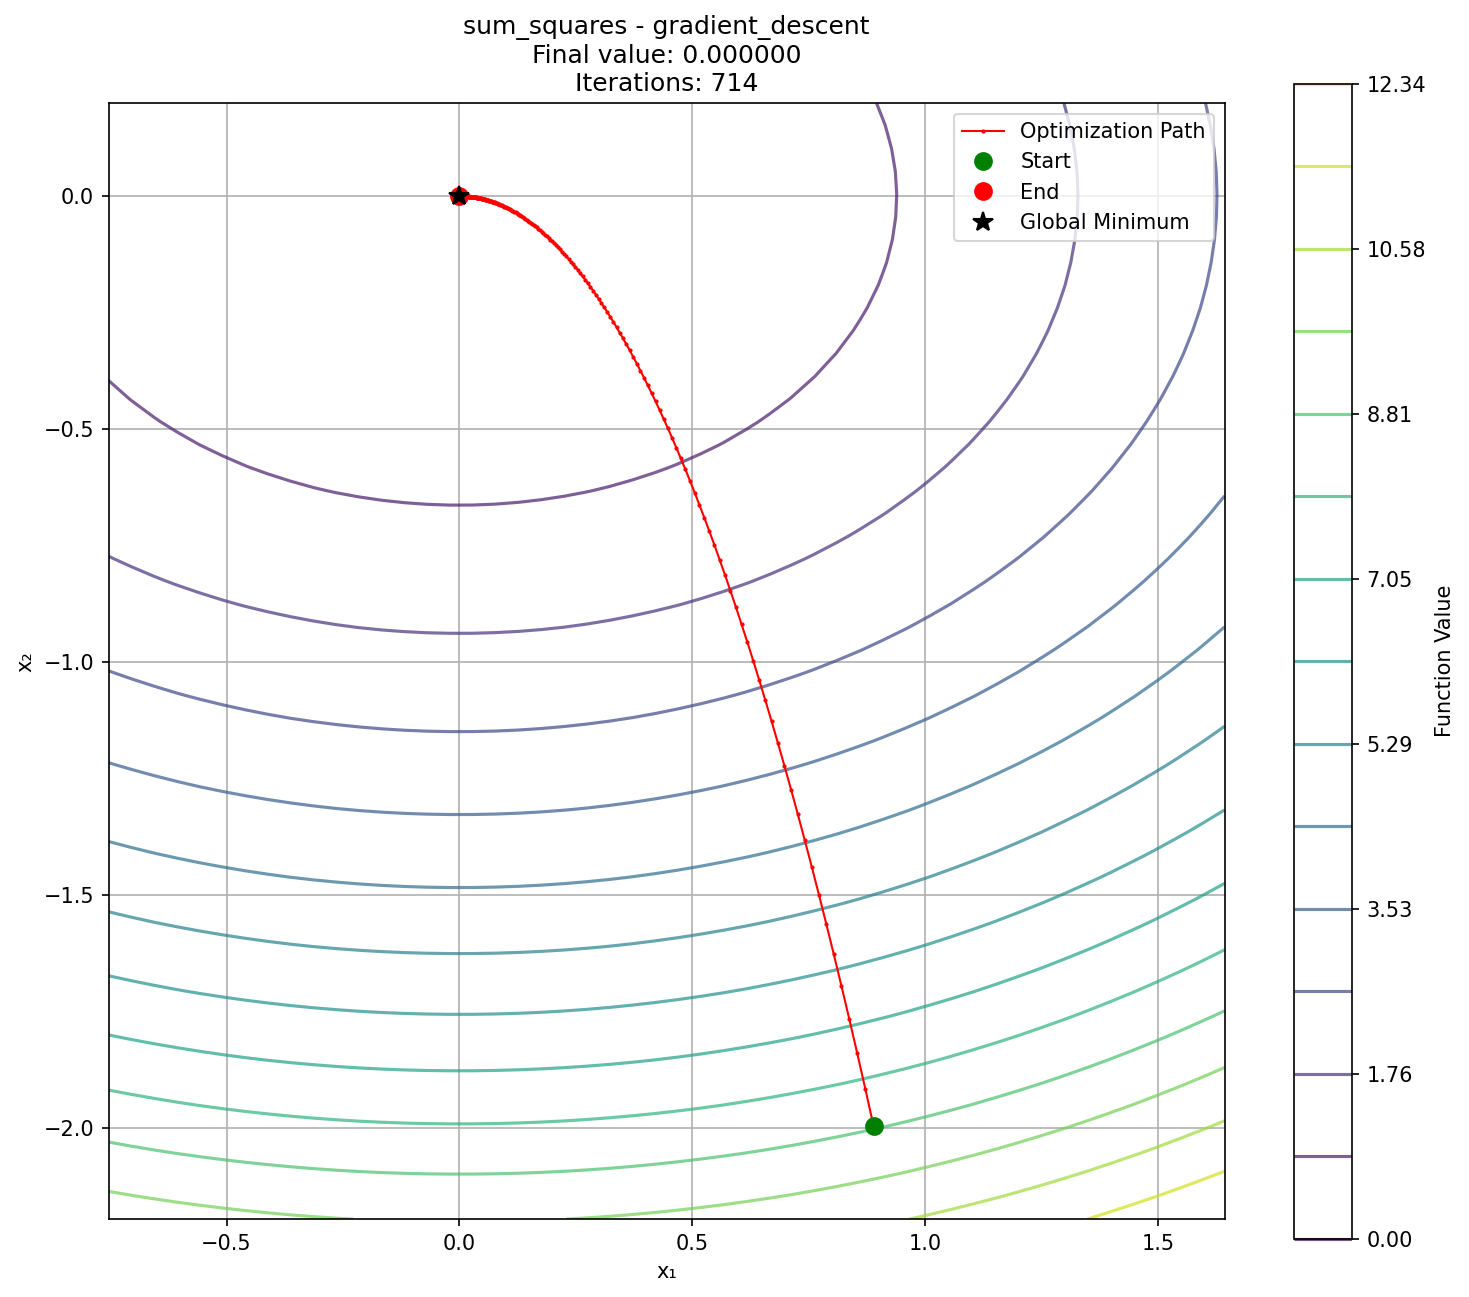 sum_squares - gradient_descent
Final value: 0.000000
Iterations: 714
Optimization Path
Start
End
Global Minimum
0.0
−0.5
−1.0
−1.5
−2.0
x₂
−0.5
0.0
0.5
1.0
1.5
x₁
12.34
10.58
8.81
7.05
5.29
3.53
1.76
0.00
Function Value